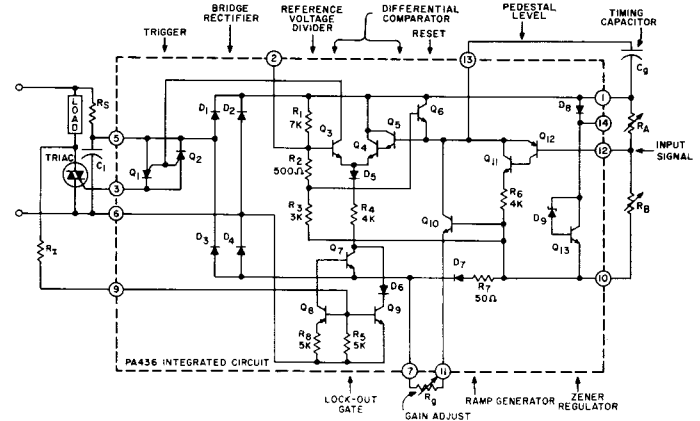 BRIDGE
RECTIFIER
REFERENCE
VOLTAGE
DIVIDER
DIFFERENTIAL
COMPARATOR
RESET
PEDESTAL
LEVEL
TIMING
CAPACITOR
TRIGGER
2
13
Cg
LOAD
RS
D1
D2
R1
7K
Q3
Q4
Q5
Q6
D8
1
14
RA
5
Q1
Q2
TRIAC
C1
R2
500Ω
Q11
Q12
12
INPUT
SIGNAL
3
6
D5
R3
3K
R4
4K
R6
4K
Q10
D9
Q13
RB
D3
D4
RI
Q7
D7
R7
50Ω
10
9
D6
Q8
Q9
R8
5K
R5
5K
PA436 INTEGRATED CIRCUIT
7
11
Rg
LOCK-OUT
GATE
GAIN ADJUST
RAMP GENERATOR
ZENER
REGULATOR